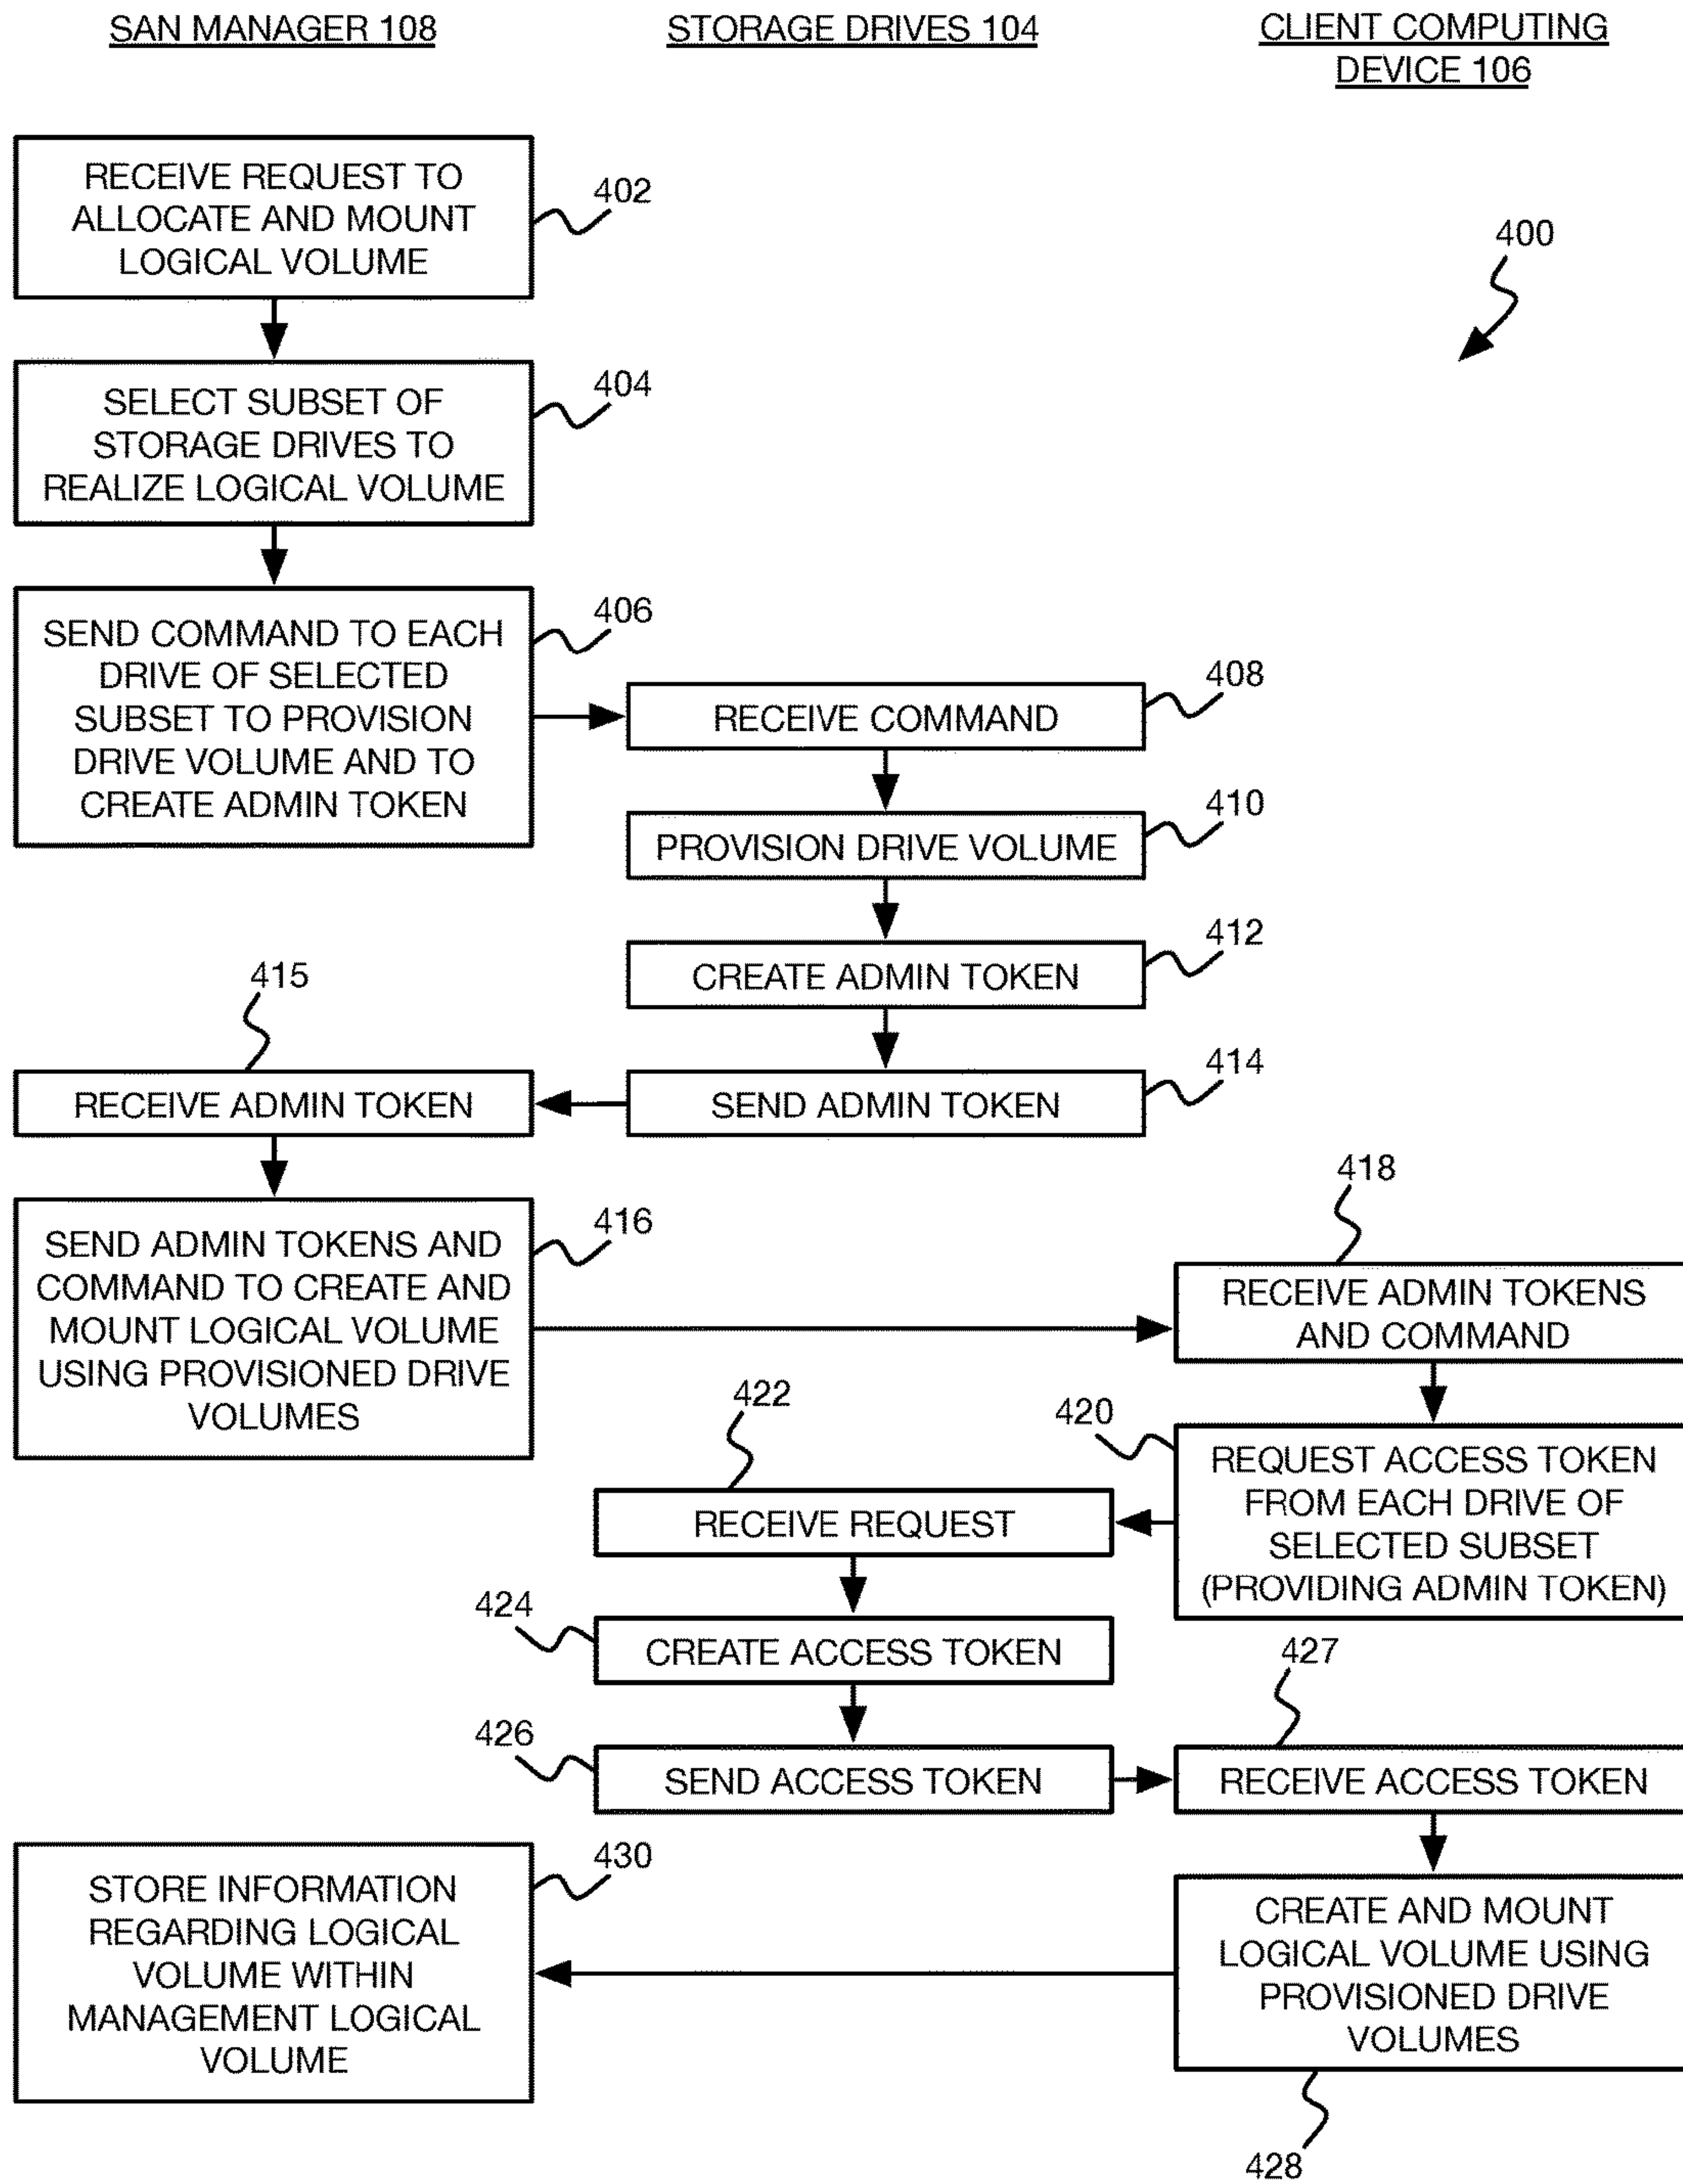 SAN MANAGER 108
STORAGE DRIVES 104
CLIENT COMPUTING
DEVICE 106
RECEIVE REQUEST TO
ALLOCATE AND MOUNT
LOGICAL VOLUME
402
400
SELECT SUBSET OF
STORAGE DRIVES TO
REALIZE LOGICAL VOLUME
404
SEND COMMAND TO EACH
DRIVE OF SELECTED
SUBSET TO PROVISION
DRIVE VOLUME AND TO
CREATE ADMIN TOKEN
406
RECEIVE COMMAND
408
PROVISION DRIVE VOLUME
410
CREATE ADMIN TOKEN
412
SEND ADMIN TOKEN
414
415
RECEIVE ADMIN TOKEN
SEND ADMIN TOKENS AND
COMMAND TO CREATE AND
MOUNT LOGICAL VOLUME
USING PROVISIONED DRIVE
VOLUMES
416
418
RECEIVE ADMIN TOKENS
AND COMMAND
420
REQUEST ACCESS TOKEN
FROM EACH DRIVE OF
SELECTED SUBSET
(PROVIDING ADMIN TOKEN)
422
RECEIVE REQUEST
424
CREATE ACCESS TOKEN
426
SEND ACCESS TOKEN
427
RECEIVE ACCESS TOKEN
CREATE AND MOUNT
LOGICAL VOLUME USING
PROVISIONED DRIVE
VOLUMES
428
STORE INFORMATION
REGARDING LOGICAL
VOLUME WITHIN
MANAGEMENT LOGICAL
VOLUME
430